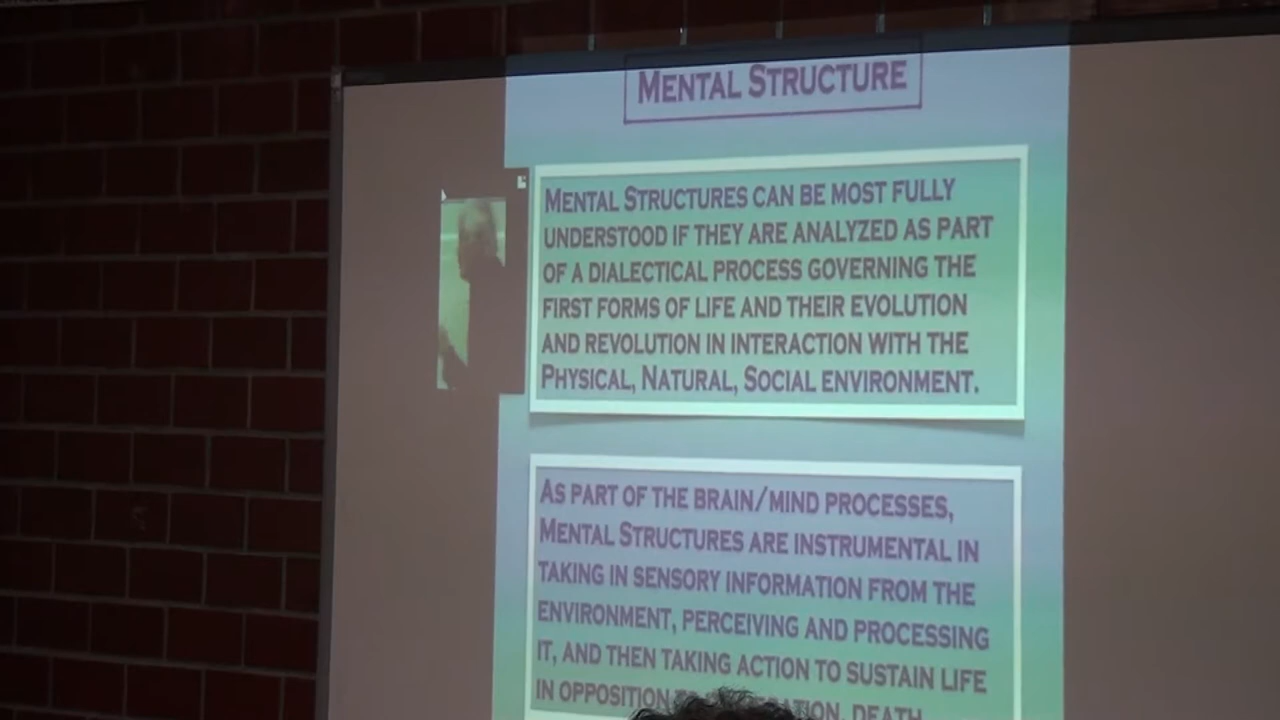 MENTAL STRUCTURE
MENTAL STRUCTURES CAN BE MOST FULLY
UNDERSTOOD IF THEY ARE ANALYZED AS PART
OF A DIALECTICAL PROCESS GOVERNING THE
FIRST FORMS OF LIFE AND THEIR EVOLUTION
AND REVOLUTION IN INTERACTION WITH THE
PHYSICAL, NATURAL, SOCIAL ENVIRONMENT.
AS PART OF THE BRAIN/MIND PROCESSES,
MENTAL STRUCTURES ARE INSTRUMENTAL IN
TAKING IN SENSORY INFORMATION FROM THE
ENVIRONMENT, PERCEIVING AND PROCESSING
IT, AND THEN TAKING ACTION TO SUSTAIN LIFE
IN OPPOSITION DEATH